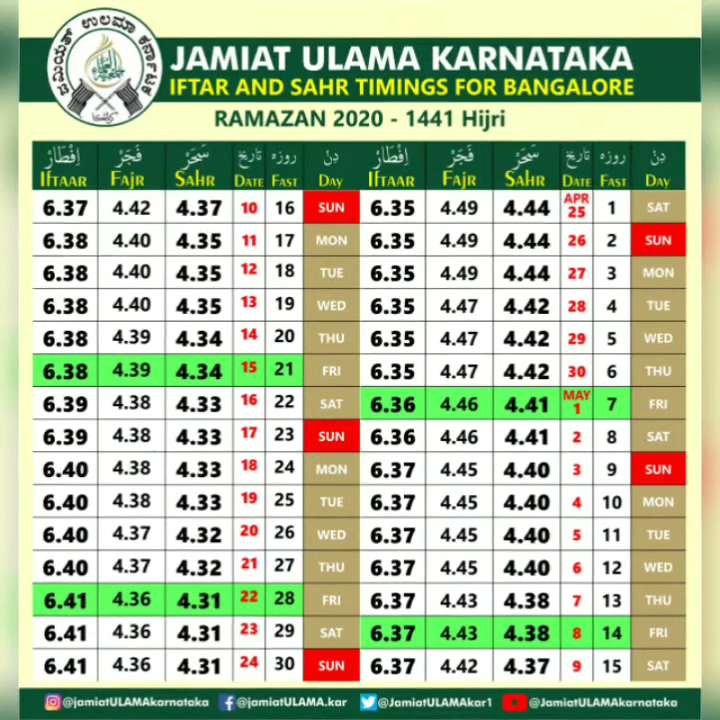 ಜಮಿಯತ್ ಉಲಮಾ ಕರ್ನಾಟಕ
JAMIAT ULAMA KARNATAKA
IFTAR AND SAHR TIMINGS FOR BANGALORE
RAMAZAN 2020 - 1441 Hijri
اِفْطَار فَجَرْ سَحَرْ تاریخ روزہ دِنْ اِفْطَار فَجَرْ سَحَرْ تاریخ روزہ دِنْ
IFTAAR FAJR SAHR DATE FAST DAY IFTAAR FAJR SAHR DATE FAST DAY
6.37 4.42 4.37 10 16 SUN 6.35 4.49 4.44 APR 25 1 SAT
6.38 4.40 4.35 11 17 MON 6.35 4.49 4.44 26 2 SUN
6.38 4.40 4.35 12 18 TUE 6.35 4.49 4.44 27 3 MON
6.38 4.40 4.35 13 19 WED 6.35 4.47 4.42 28 4 TUE
6.38 4.39 4.34 14 20 THU 6.35 4.47 4.42 29 5 WED
6.38 4.39 4.34 15 21 FRI 6.35 4.47 4.42 30 6 THU
6.39 4.38 4.33 16 22 SAT 6.36 4.46 4.41 MAY 1 7 FRI
6.39 4.38 4.33 17 23 SUN 6.36 4.46 4.41 2 8 SAT
6.40 4.38 4.33 18 24 MON 6.37 4.45 4.40 3 9 SUN
6.40 4.38 4.33 19 25 TUE 6.37 4.45 4.40 4 10 MON
6.40 4.37 4.32 20 26 WED 6.37 4.45 4.40 5 11 TUE
6.40 4.37 4.32 21 27 THU 6.37 4.45 4.40 6 12 WED
6.41 4.36 4.31 22 28 FRI 6.37 4.43 4.38 7 13 THU
6.41 4.36 4.31 23 29 SAT 6.37 4.43 4.38 8 14 FRI
6.41 4.36 4.31 24 30 SUN 6.37 4.42 4.37 9 15 SAT
@jamiatULAMAkarnataka @jamiatULAMA.kar @JamiatULAMAkar1 @JamiatULAMAkarnataka